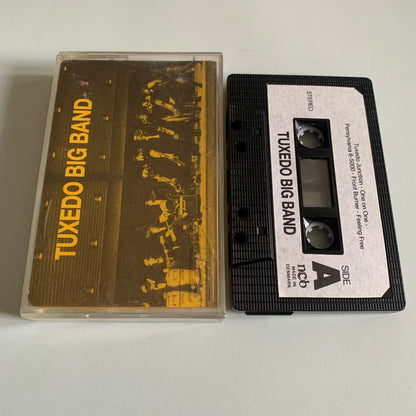 TUXEDO BIG BAND
STEREO
Tuxedo Junction - One on One -
Pensylvania 6-5000 - Front Burner - Feeling Free
TUXEDO BIG BAND
SIDE
A
ncb
MADE IN
DENMARK